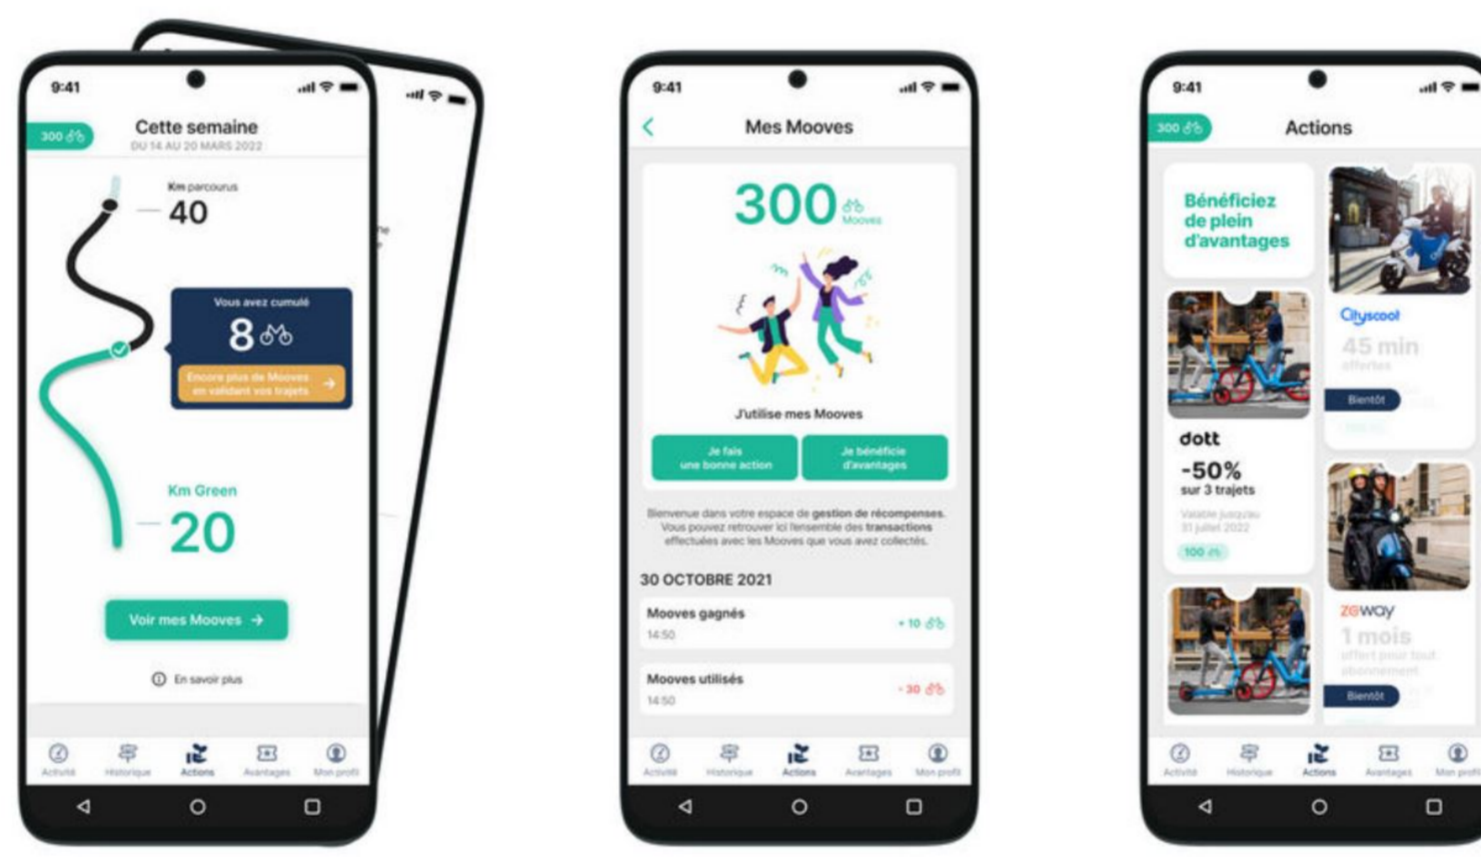 9:41
300
Cette semaine
DU 14 AU 20 MARS 2022
Km parcourus
40
Vous avez cumulé
8
Encore plus de Mooves
en validant vos trajets
Km Green
20
Voir mes Mooves
En savoir plus
Activité
Historique
Actions
Avantages
Mon profil
9:41
Mes Mooves
300
Mooves
J'utilise mes Mooves
Je fais
une bonne action
Je bénéficie
d'avantages
Bienvenue dans votre espace de gestion de récompenses.
Vous pouvez retrouver ici l'ensemble des transactions
effectuées avec les Mooves que vous avez collectés.
30 OCTOBRE 2021
Mooves gagnés
14:50
+ 10
Mooves utilisés
14:50
- 30
Activité
Historique
Actions
Avantages
Mon profil
9:41
300
Actions
Bénéficiez
de plein
d'avantages
dott
-50%
sur 3 trajets
Valable jusqu'au
31 juillet 2022
100
Cityscoot
45 min
offertes
Bientôt
zeway
1 mois
offert pour tout
abonnement
Bientôt
Activité
Historique
Actions
Avantages
Mon profil